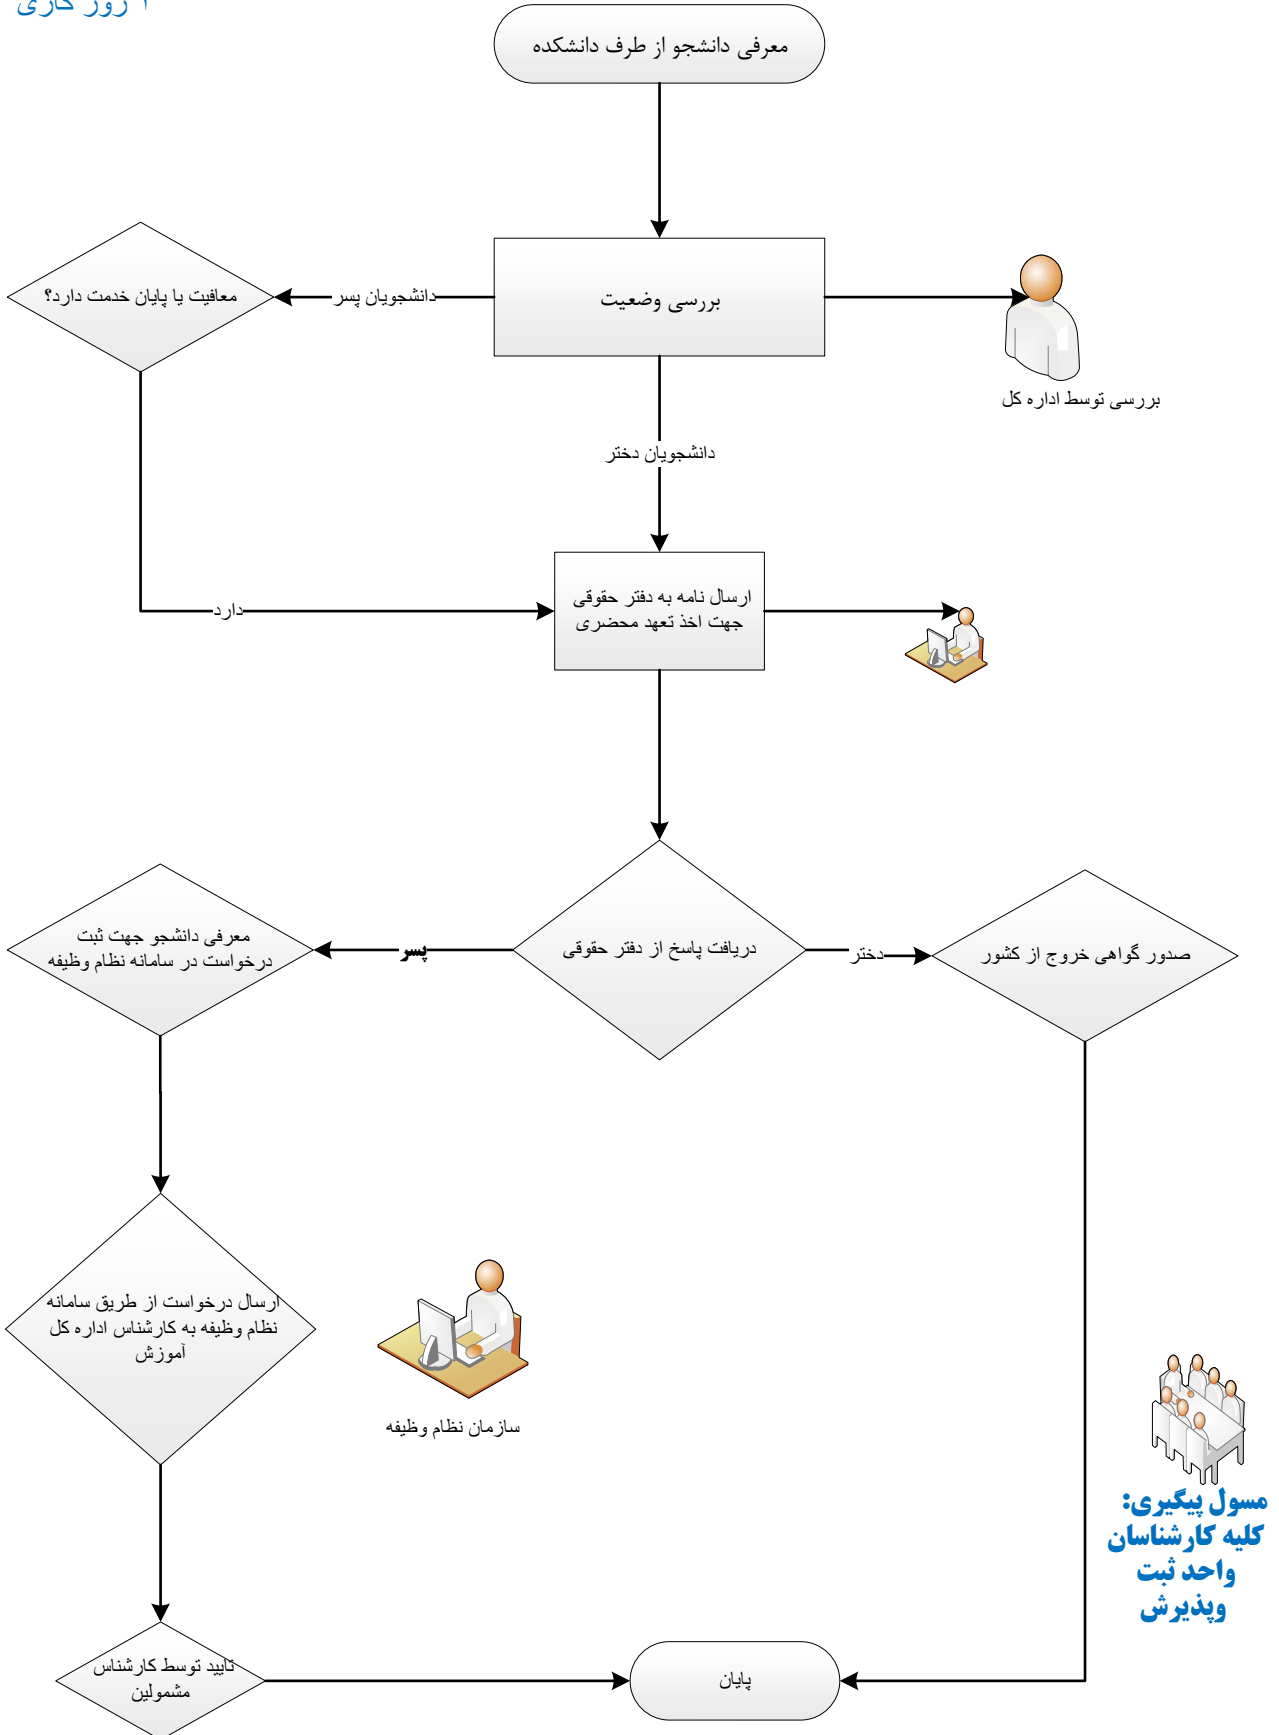 روز کاری
معرفی دانشجو از طرف دانشکده
معافیت یا پایان خدمت دارد؟
دانشجویان پسر
بررسی وضعیت
بررسی توسط اداره کل
دانشجویان دختر
ارسال نامه به دفتر حقوقی
جهت اخذ تعهد محضری
دارد
معرفی دانشجو جهت ثبت
درخواست در سامانه نظام وظیفه
پسر
دریافت پاسخ از دفتر حقوقی
دختر
صدور گواهی خروج از کشور
ارسال درخواست از طریق سامانه
نظام وظیفه به کارشناس اداره کل
آموزش
سازمان نظام وظیفه
مسول پیگیری:
کلیه کارشناسان
واحد ثبت
وپذیرش
تایید توسط کارشناس
مشمولین
پایان